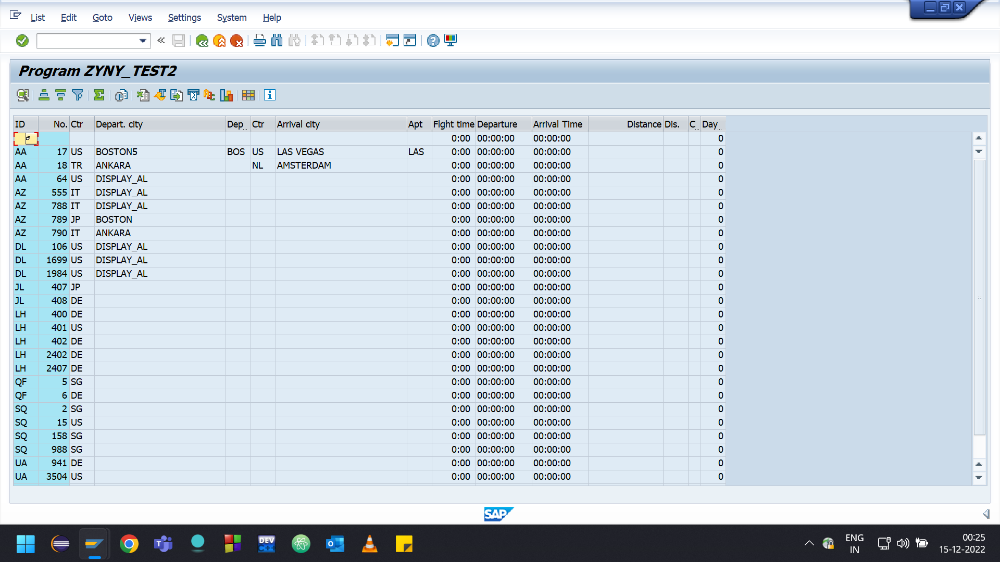 List Edit Goto Views Settings System Help
Program ZYNY_TEST2
ID No. Ctr Depart. city Dep_ Ctr Arrival city Apt Flght time Departure Arrival Time Distance Dis. C_ Day_
0:00 00:00:00 00:00:00 0
AA 17 US BOSTON5 BOS US LAS VEGAS LAS 0:00 00:00:00 00:00:00 0
AA 18 TR ANKARA NL AMSTERDAM 0:00 00:00:00 00:00:00 0
AA 64 US DISPLAY_AL 0:00 00:00:00 00:00:00 0
AZ 555 IT DISPLAY_AL 0:00 00:00:00 00:00:00 0
AZ 788 IT DISPLAY_AL 0:00 00:00:00 00:00:00 0
AZ 789 JP BOSTON 0:00 00:00:00 00:00:00 0
AZ 790 IT ANKARA 0:00 00:00:00 00:00:00 0
DL 106 US DISPLAY_AL 0:00 00:00:00 00:00:00 0
DL 1699 US DISPLAY_AL 0:00 00:00:00 00:00:00 0
DL 1984 US DISPLAY_AL 0:00 00:00:00 00:00:00 0
JL 407 JP 0:00 00:00:00 00:00:00 0
JL 408 DE 0:00 00:00:00 00:00:00 0
LH 400 DE 0:00 00:00:00 00:00:00 0
LH 401 US 0:00 00:00:00 00:00:00 0
LH 402 DE 0:00 00:00:00 00:00:00 0
LH 2402 DE 0:00 00:00:00 00:00:00 0
LH 2407 DE 0:00 00:00:00 00:00:00 0
QF 5 SG 0:00 00:00:00 00:00:00 0
QF 6 DE 0:00 00:00:00 00:00:00 0
SQ 2 SG 0:00 00:00:00 00:00:00 0
SQ 15 US 0:00 00:00:00 00:00:00 0
SQ 158 SG 0:00 00:00:00 00:00:00 0
SQ 988 SG 0:00 00:00:00 00:00:00 0
UA 941 DE 0:00 00:00:00 00:00:00 0
UA 3504 US 0:00 00:00:00 00:00:00 0
SAP
DEV C++
ENG
IN
00:25
15-12-2022